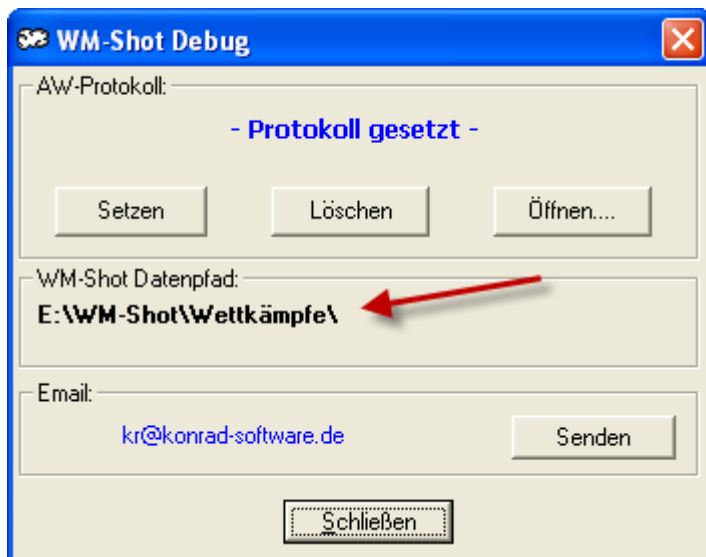 WM-Shot Debug
AW-Protokoll:
- Protokoll gesetzt -
Setzen Löschen Öffnen....
WM-Shot Datenpfad:
E:\WM-Shot\Wettkämpfe\
Email:
kr@konrad-software.de Senden
Schließen